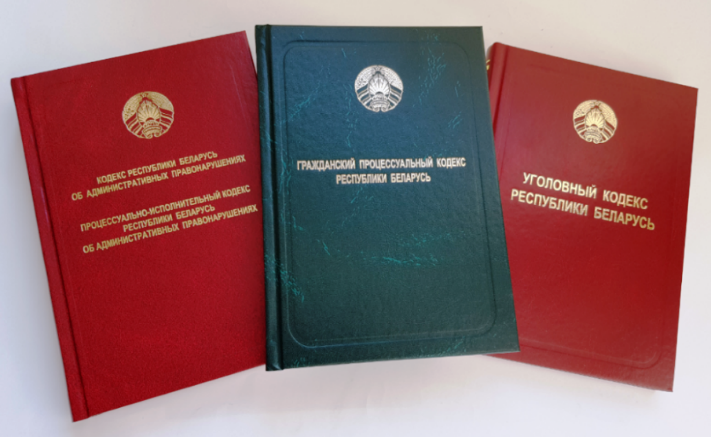 КОДЕКС РЕСПУБЛИКИ БЕЛАРУСЬ
ОБ АДМИНИСТРАТИВНЫХ ПРАВОНАРУШЕНИЯХ
ПРОЦЕССУАЛЬНО-ИСПОЛНИТЕЛЬНЫЙ КОДЕКС
РЕСПУБЛИКИ БЕЛАРУСЬ
ОБ АДМИНИСТРАТИВНЫХ ПРАВОНАРУШЕНИЯХ
ГРАЖДАНСКИЙ ПРОЦЕССУАЛЬНЫЙ КОДЕКС
РЕСПУБЛИКИ БЕЛАРУСЬ
УГОЛОВНЫЙ КОДЕКС
РЕСПУБЛИКИ БЕЛАРУСЬ